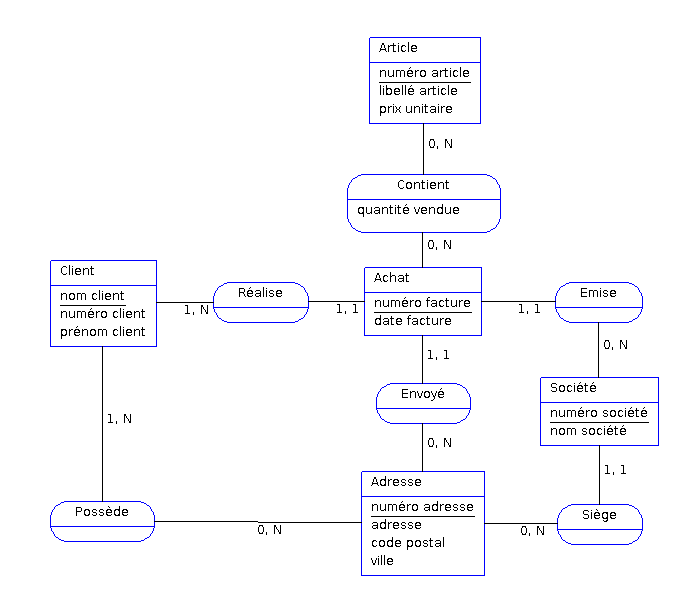 Article
numéro article
libellé article
prix unitaire
0, N
Contient
quantité vendue
0, N
Client
nom client
numéro client
prénom client
1, N
Réalise
1, 1
Achat
numéro facture
date facture
1, 1
Emise
0, N
1, 1
Société
numéro société
nom société
Envoyé
1, N
0, N
1, 1
Adresse
numéro adresse
adresse
code postal
ville
Possède
0, N
0, N
Siège